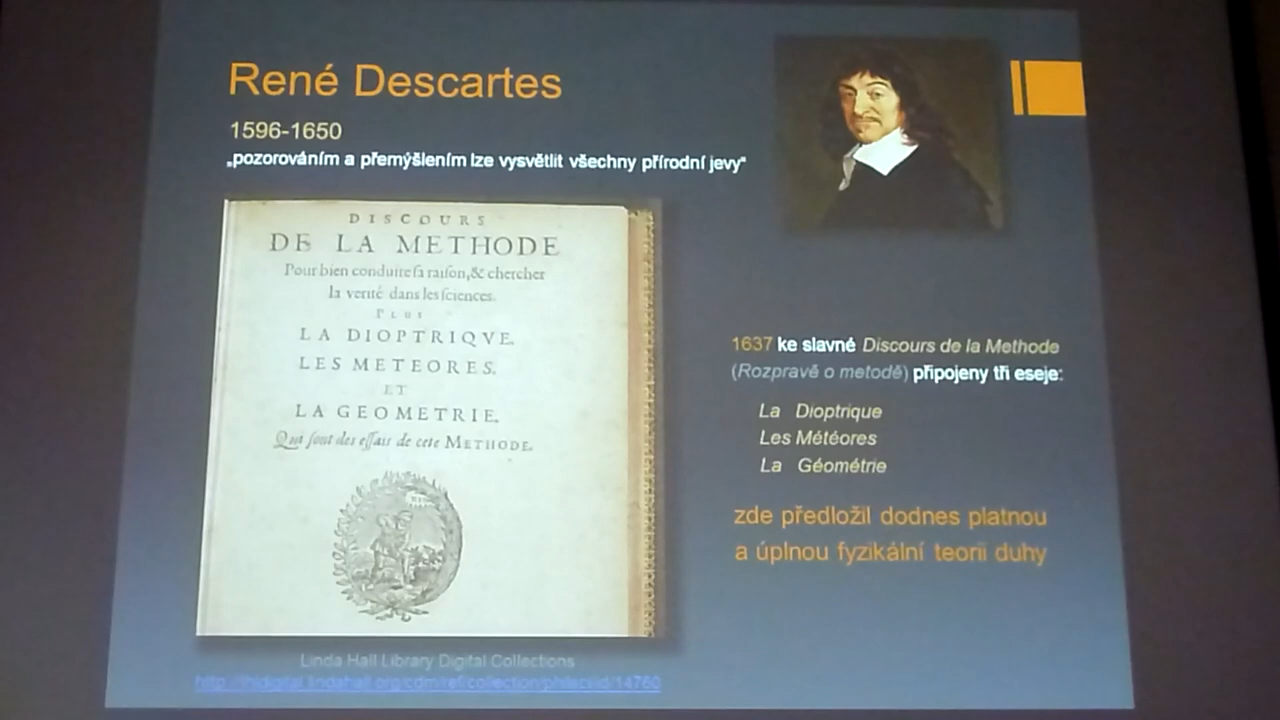 René Descartes
1596-1650
„pozorováním a přemýšlením lze vysvětlit všechny přírodní jevy“
DISCOURS
DE LA METHODE
Pour bien conduire ſa raiſon, & chercher
la verité dans les ſciences.
PLUS
LA DIOPTRIQVE.
LES METEORES.
ET
LA GEOMETRIE.
Qui ſont des eſſais de cete METHODE.
1637 ke slavné Discours de la Methode
(Rozpravě o metodě) připojeny tři eseje:
La Dioptrique
Les Météores
La Géométrie
zde předložil dodnes platnou
a úplnou fyzikální teorii duhy
Linda Hall Library Digital Collections